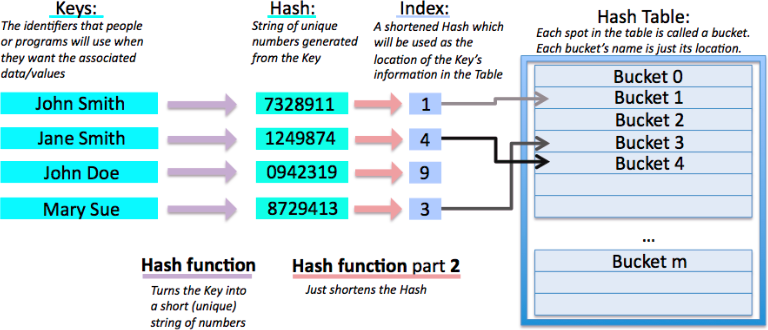 Keys:
The identifiers that people
or programs will use when
they want the associated
data/values
Hash:
String of unique
numbers generated
from the Key
Index:
A shortened Hash which
will be used as the
location of the Key's
information in the Table
Hash Table:
Each spot in the table is called a bucket.
Each bucket's name is just its location.
John Smith
7328911
1
Jane Smith
1249874
4
John Doe
0942319
9
Mary Sue
8729413
3
Bucket 0
Bucket 1
Bucket 2
Bucket 3
Bucket 4
...
Bucket m
Hash function
Turns the Key into
a short (unique)
string of numbers
Hash function part 2
Just shortens the Hash